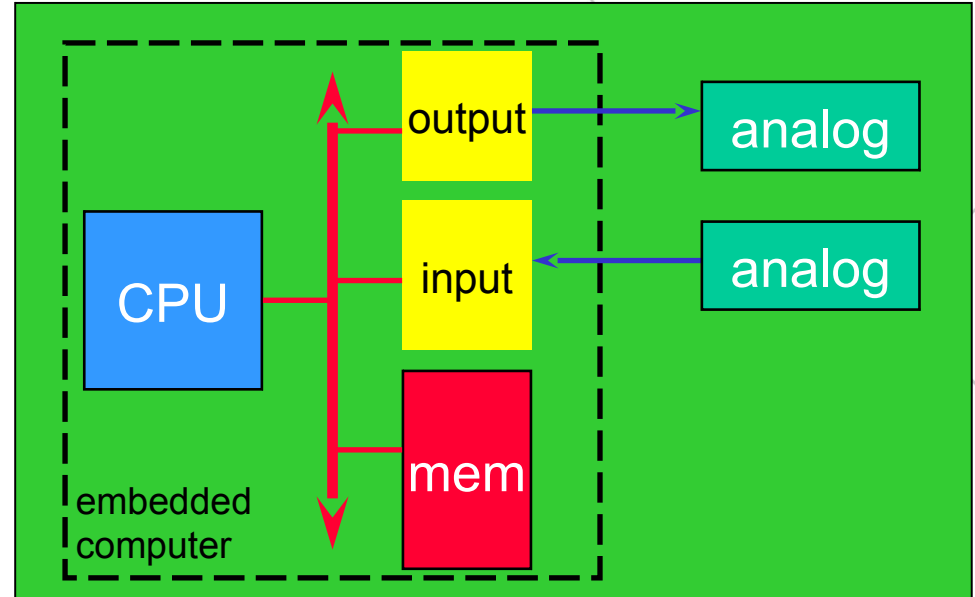 output
analog
input
analog
CPU
mem
embedded
computer